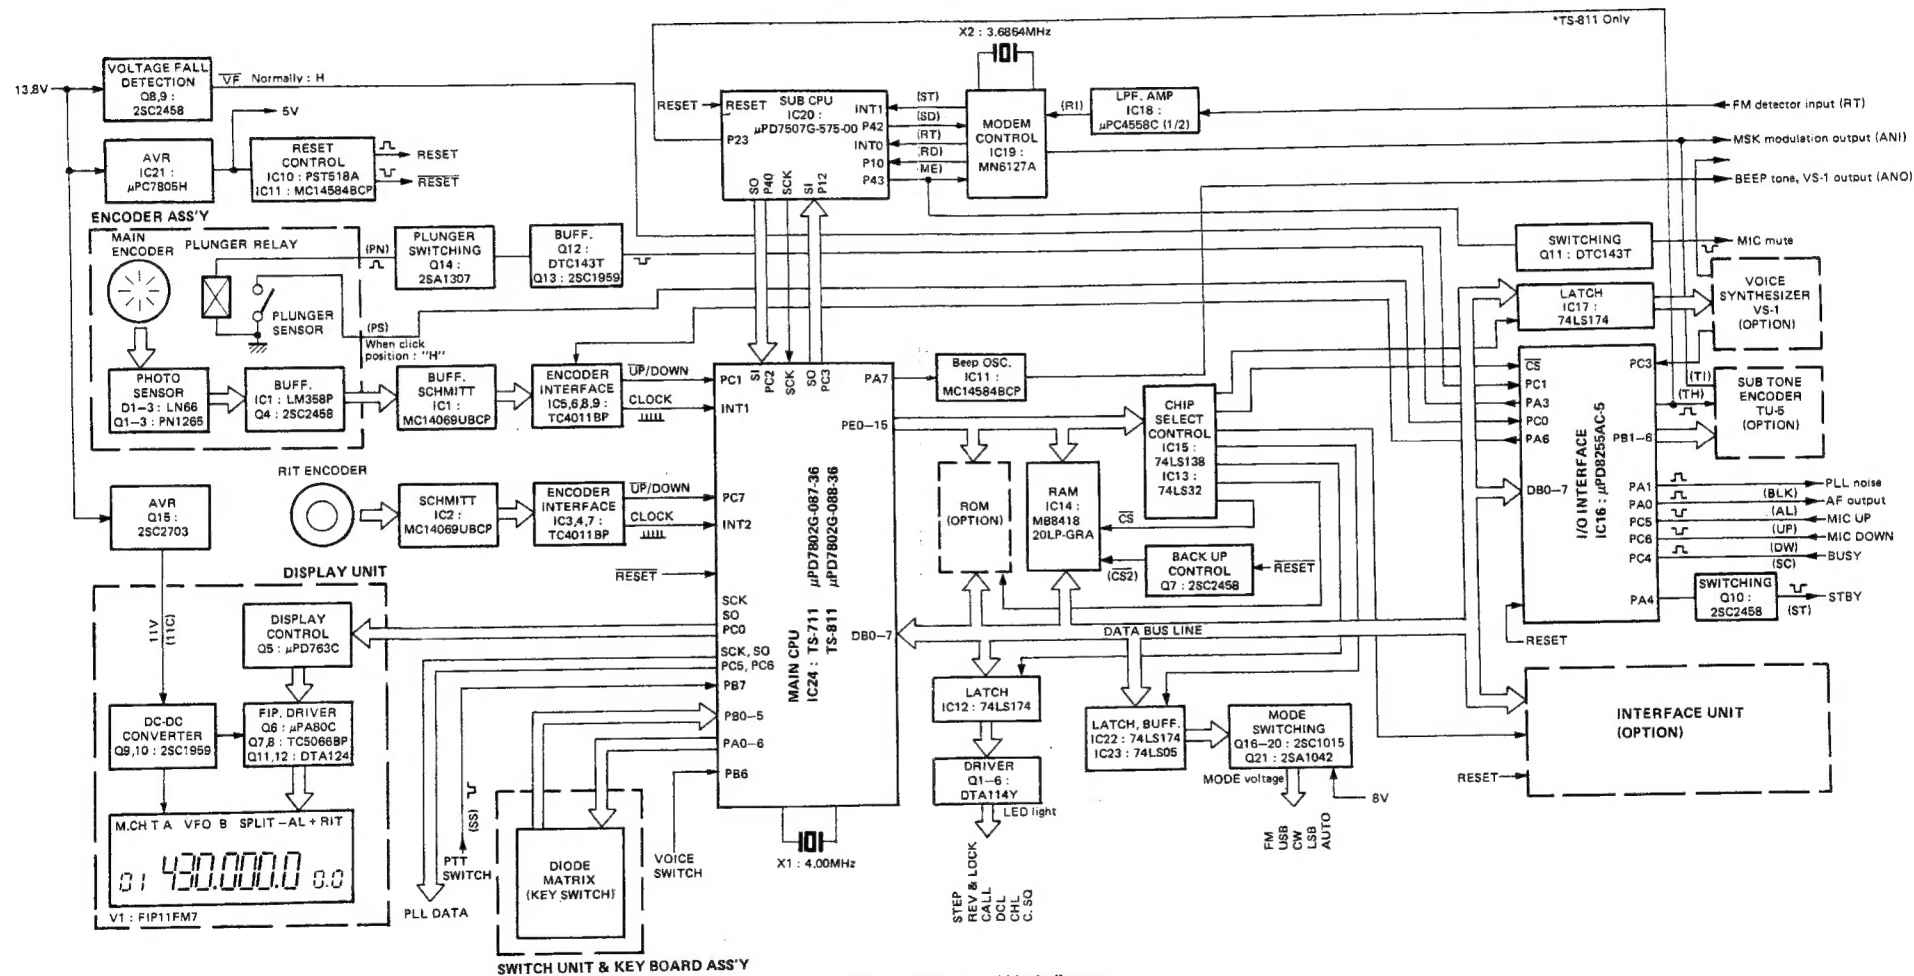 *TS-811 Only
X2 : 3.6864MHz
13.8V
VOLTAGE FALL
DETECTION
Q8,9 :
2SC2458
VF Normally : H
5V
AVR
IC21 :
µPC7805H
RESET
CONTROL
IC10 : PST518A
IC11 : MC14584BCP
RESET
RESET
RESET
RESET
SUB CPU
IC20 :
µPD7507G-575-00
P23
INT1
P42
INT0
P10
P43
SO
P40
SCK
SI
P12
(ST)
(SD)
(RT)
(RD)
(ME)
MODEM
CONTROL
IC19 :
MN6127A
(RI)
LPF. AMP
IC18 :
µPC4558C (1/2)
FM detector input (RT)
MSK modulation output (ANI)
BEEP tone, VS-1 output (ANO)
ENCODER ASS'Y
MAIN
ENCODER
PLUNGER RELAY
PLUNGER
SENSOR
(PN)
PLUNGER
SWITCHING
Q14 :
2SA1307
BUFF.
Q12 :
DTC143T
Q13 : 2SC1959
(PS)
When click
position : "H"
SWITCHING
Q11 : DTC143T
MIC mute
LATCH
IC17 :
74LS174
VOICE
SYNTHESIZER
VS-1
(OPTION)
PHOTO
SENSOR
D1-3 : LN66
Q1-3 : PN1265
BUFF.
IC1 : LM358P
Q4 : 2SC2458
BUFF.
SCHMITT
IC1 :
MC14069UBCP
ENCODER
INTERFACE
IC5,6,8,9 :
TC4011BP
UP/DOWN
CLOCK
PC1
INT1
SI
PC2
SCK
SO
PC3
PA7
Beep OSC.
IC11 :
MC14584BCP
PE0-15
CHIP
SELECT
CONTROL
IC15 :
74LS138
IC13 :
74LS32
CS
PC1
PA3
PC0
PA6
DB0-7
I/O INTERFACE
IC16 : µPD8255AC-5
PC3
PB1-6
PA1
PA0
PC5
PC6
PC4
PA4
(TI)
(TH)
SUB TONE
ENCODER
TU-5
(OPTION)
PLL noise
(BLK)
AF output
(AL)
MIC UP
(UP)
MIC DOWN
(DW)
BUSY
(SC)
SWITCHING
Q10 :
2SC2458
STBY
(ST)
RESET
RIT ENCODER
SCHMITT
IC2 :
MC14069UBCP
ENCODER
INTERFACE
IC3,4,7 :
TC4011BP
UP/DOWN
CLOCK
PC7
INT2
RESET
MAIN CPU
IC24 : TS-711 µPD7802G-087-36
TS-811 µPD7802G-088-36
ROM
(OPTION)
RAM
IC14 :
MB8418
20LP-GRA
CS
(CS2)
BACK UP
CONTROL
Q7 : 2SC2458
RESET
AVR
Q15 :
2SC2703
11V
(11C)
DISPLAY UNIT
DISPLAY
CONTROL
Q5 : µPD763C
SCK
SO
PC0
SCK, SO
PC5, PC6
PB7
PB0-5
PA0-6
PB6
DB0-7
DATA BUS LINE
DC-DC
CONVERTER
Q9,10 : 2SC1959
FIP. DRIVER
Q6 : µPA80C
Q7,8 : TC5066BP
Q11,12 : DTA124
LATCH
IC12 : 74LS174
DRIVER
Q1-6 :
DTA114Y
LED light
LATCH, BUFF.
IC22 : 74LS174
IC23 : 74LS05
MODE
SWITCHING
Q16-20 : 2SC1015
Q21 : 2SA1042
MODE voltage
8V
FM
USB
CW
LSB
AUTO
INTERFACE UNIT
(OPTION)
RESET
M.CH T A VFO B SPLIT -AL + RIT
01 430.000.0 0.0
V1 : FIP11FM7
(SS)
PTT
SWITCH
PLL DATA
DIODE
MATRIX
(KEY SWITCH)
VOICE
SWITCH
X1 : 4.00MHz
STEP
REV & LOCK
CALL
DCL
CHL
C. SQ
SWITCH UNIT & KEY BOARD ASS'Y